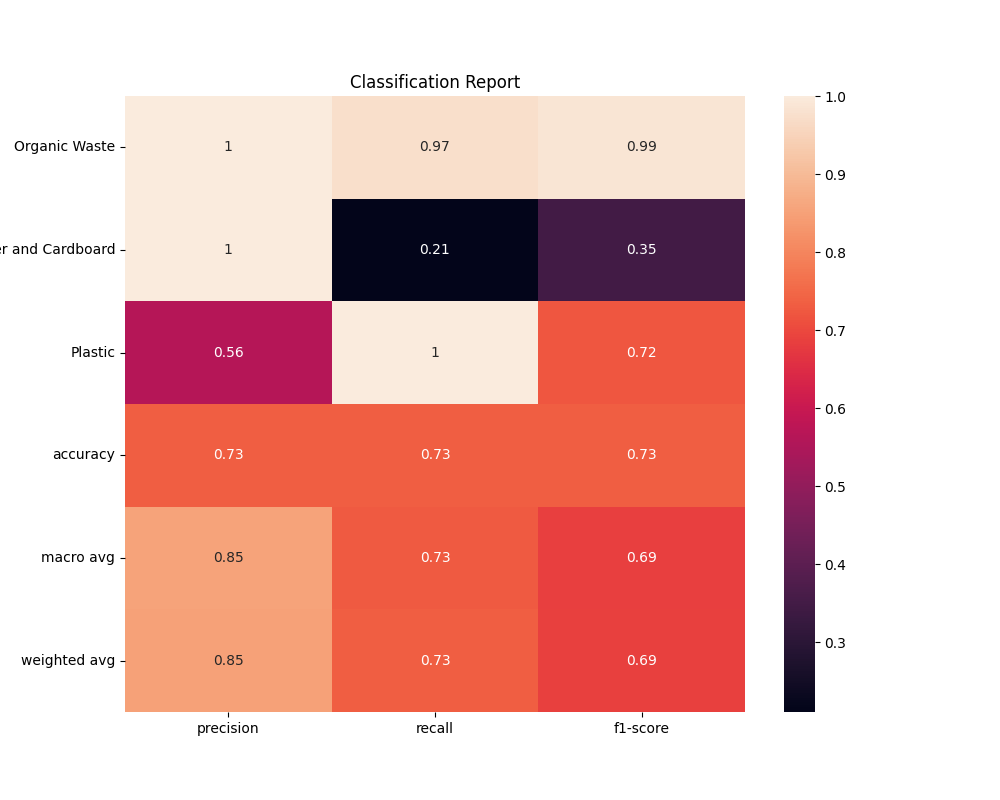 Classification Report
Organic Waste 1 0.97 0.99
er and Cardboard 1 0.21 0.35
Plastic 0.56 1 0.72
accuracy 0.73 0.73 0.73
macro avg 0.85 0.73 0.69
weighted avg 0.85 0.73 0.69
precision recall f1-score
1.0
0.9
0.8
0.7
0.6
0.5
0.4
0.3